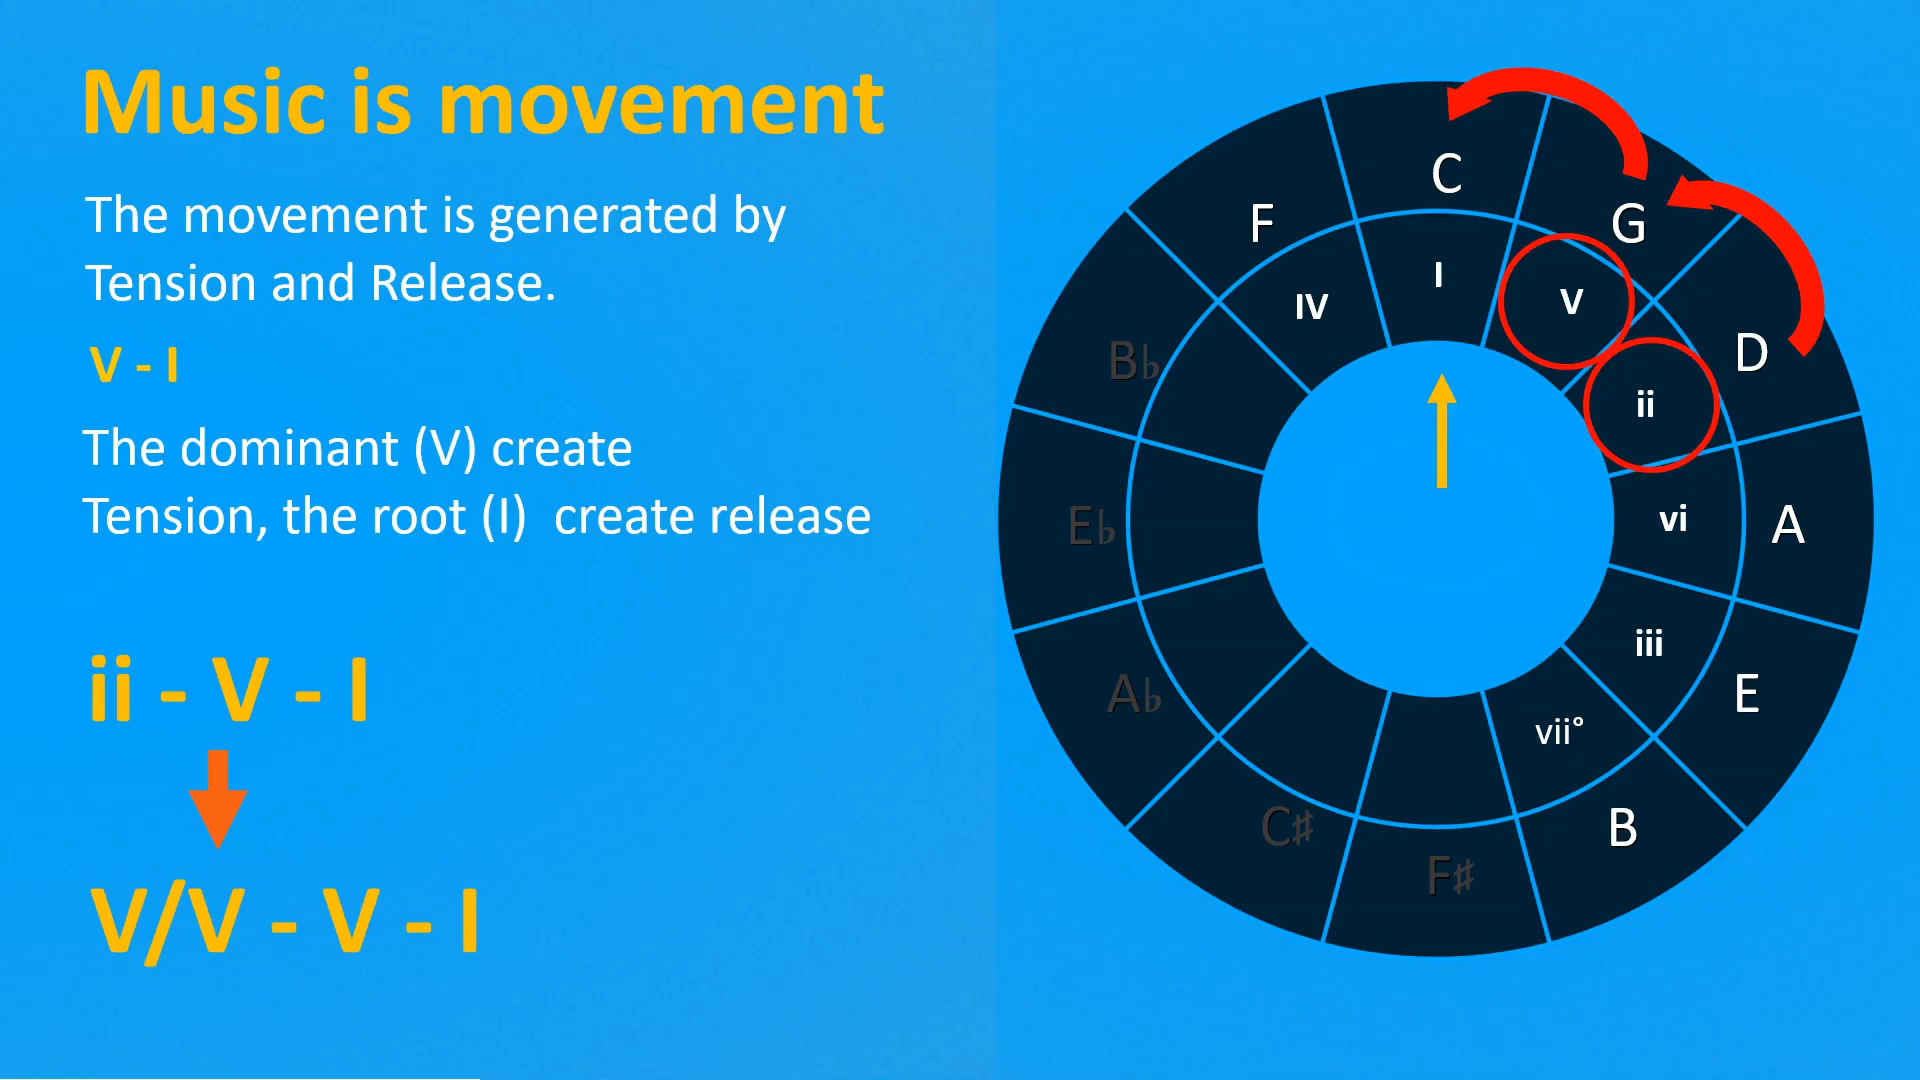 Music is movement
The movement is generated by
Tension and Release.
V - I
The dominant (V) create
Tension, the root (I)  create release
ii - V - I
V/V - V - I
C
G
D
A
E
B
F♯
C♯
A♭
E♭
B♭
F
I
V
ii
vi
iii
vii°
IV